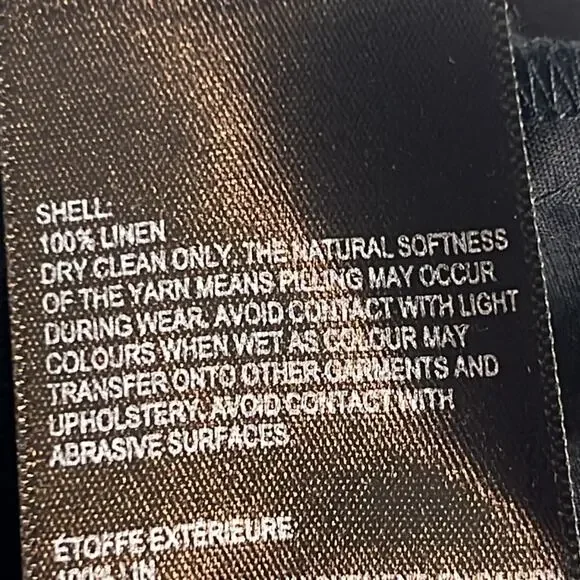 SHELL:
100% LINEN
DRY CLEAN ONLY. THE NATURAL SOFTNESS
OF THE YARN MEANS PILLING MAY OCCUR
DURING WEAR. AVOID CONTACT WITH LIGHT
COLOURS WHEN WET AS COLOUR MAY
TRANSFER ONTO OTHER GARMENTS AND
UPHOLSTERY. AVOID CONTACT WITH
ABRASIVE SURFACES
ÉTOFFE EXTÉRIEURE
100% LIN